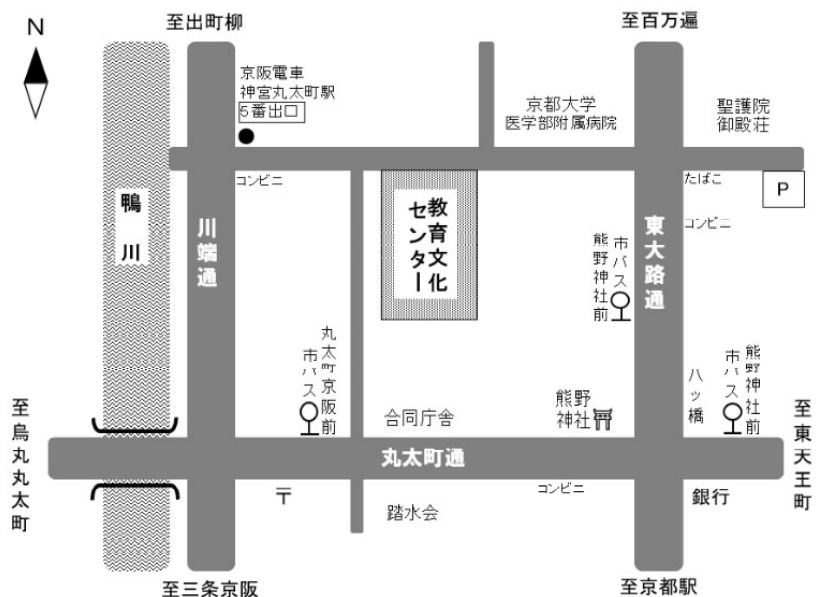 N
至出町柳
至百万遍
京阪電車
神宮丸太町駅
5番出口
京都大学
医学部附属病院
聖護院
御殿荘
コンビニ
たばこ
P
鴨川
川端通
教育文化
センター
東大路通
コンビニ
市バス
熊野神社前
丸太町京阪前
市バス
八ッ橋
熊野神社前
市バス
至烏丸丸太町
合同庁舎
熊野
神社
至東天王町
丸太町通
〒
コンビニ
銀行
踏水会
至三条京阪
至京都駅